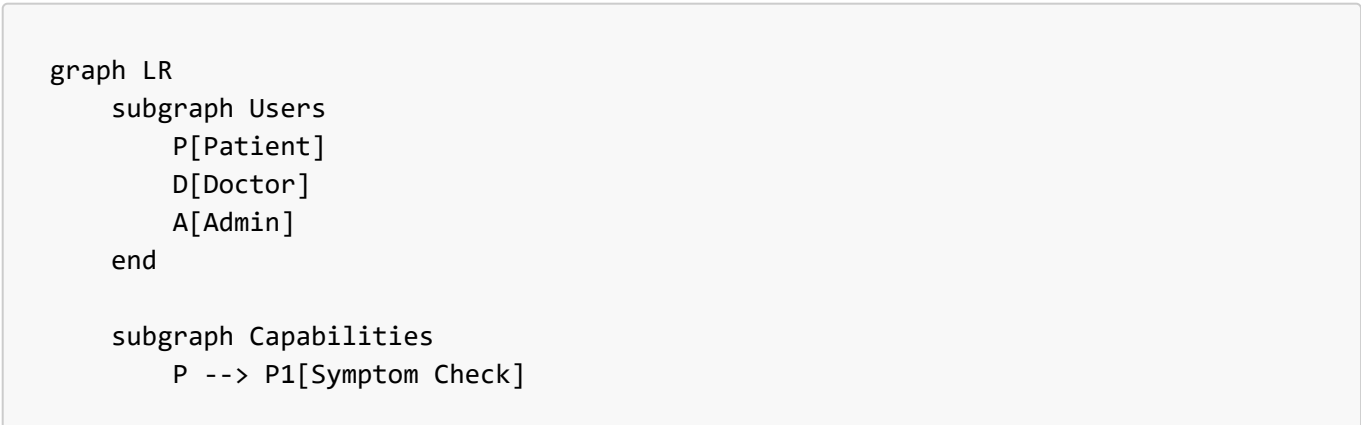 graph LR
    subgraph Users
        P[Patient]
        D[Doctor]
        A[Admin]
    end

    subgraph Capabilities
        P --> P1[Symptom Check]